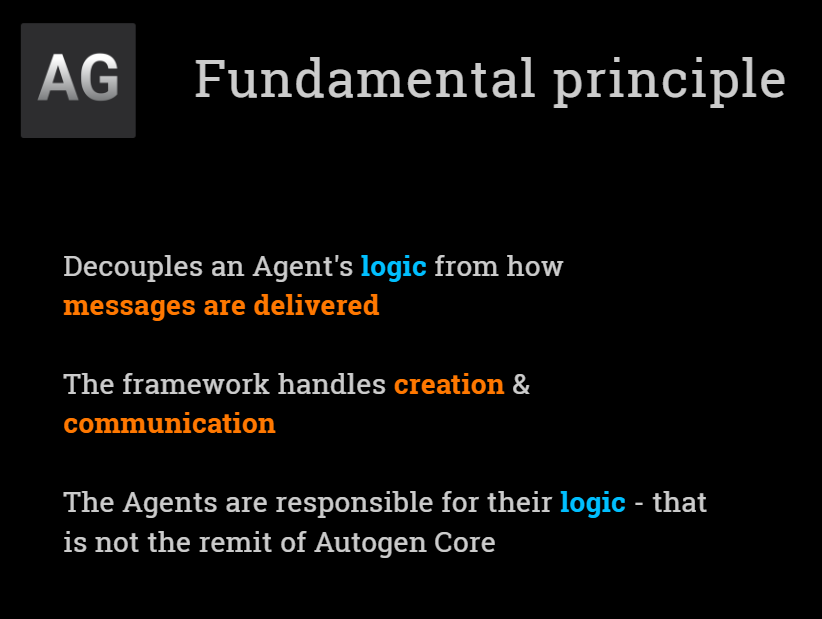 AG
Fundamental principle
Decouples an Agent's logic from how
messages are delivered
The framework handles creation &
communication
The Agents are responsible for their logic - that
is not the remit of Autogen Core